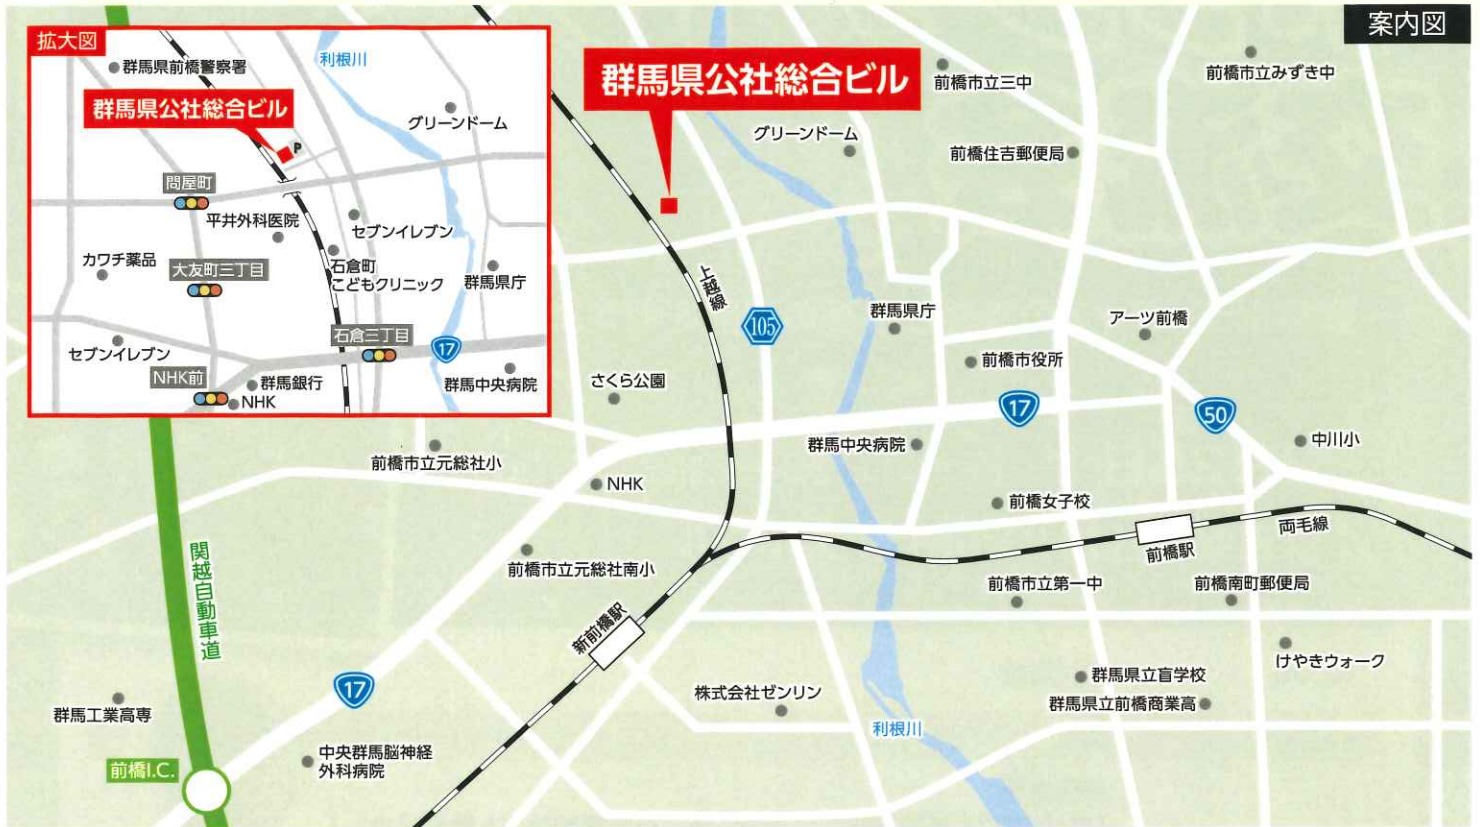 案内図
拡大図
群馬県前橋警察署
利根川
群馬県公社総合ビル
P
グリーンドーム
問屋町
平井外科医院
セブンイレブン
カワチ薬品
大友町三丁目
石倉町
こどもクリニック
群馬県庁
石倉三丁目
セブンイレブン
17
NHK前
群馬銀行
NHK
群馬中央病院
群馬県公社総合ビル
前橋市立三中
前橋市立みずき中
グリーンドーム
前橋住吉郵便局
上越線
105
群馬県庁
アーツ前橋
前橋市役所
さくら公園
17
50
群馬中央病院
中川小
前橋市立元総社小
NHK
前橋女子校
両毛線
前橋駅
関越自動車道
前橋市立元総社南小
前橋市立第一中
前橋南町郵便局
新前橋駅
けやきウォーク
17
株式会社ゼンリン
群馬県立盲学校
群馬県立前橋商業高
群馬工業高専
利根川
中央群馬脳神経
外科病院
前橋I.C.